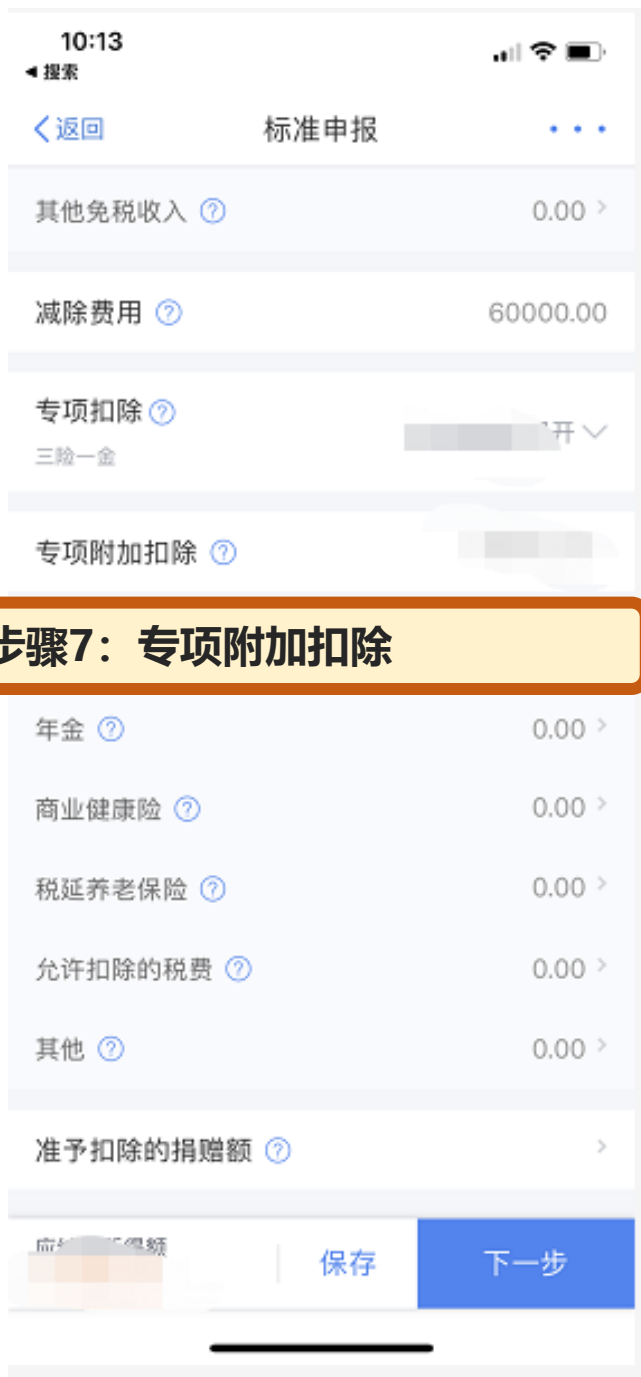 10:13
◀ 搜索
返回 标准申报 ···
其他免税收入 ? 0.00 >
减除费用 ? 60000.00
专项扣除 ?
三险一金
开
专项附加扣除 ?
步骤7：专项附加扣除
年金 ? 0.00 >
商业健康险 ? 0.00 >
税延养老保险 ? 0.00 >
允许扣除的税费 ? 0.00 >
其他 ? 0.00 >
准予扣除的捐赠额 ? >
保存 下一步